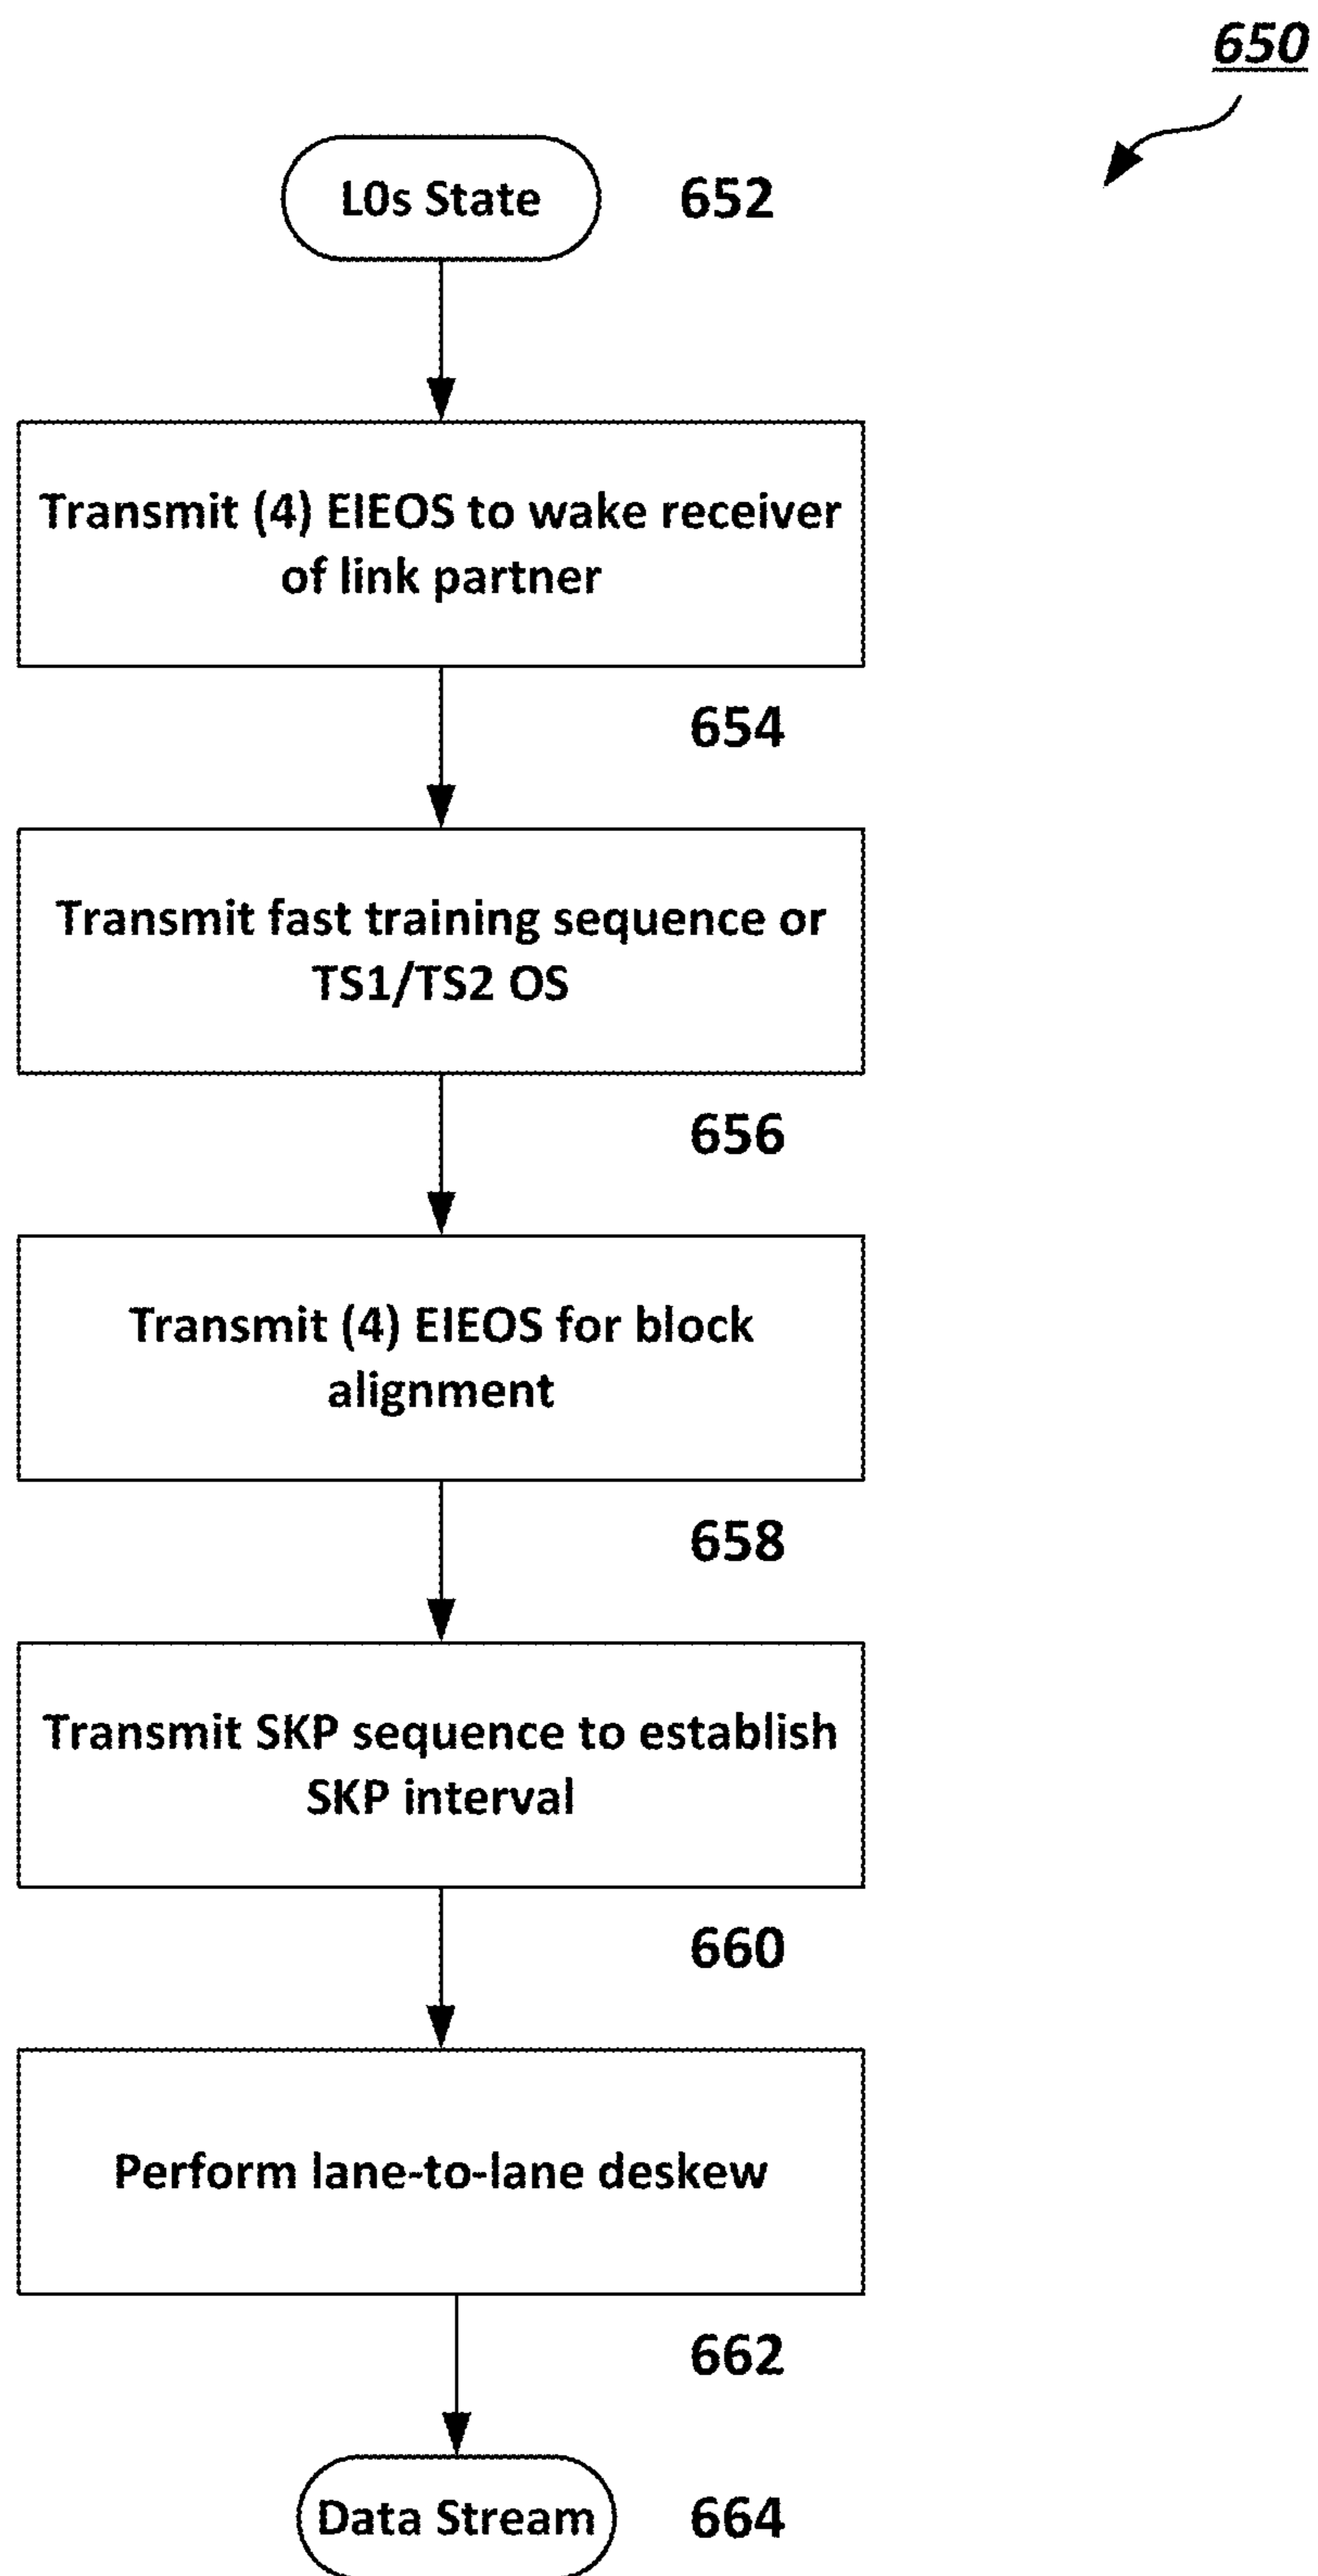 650
L0s State
652
Transmit (4) EIEOS to wake receiver
of link partner
654
Transmit fast training sequence or
TS1/TS2 OS
656
Transmit (4) EIEOS for block
alignment
658
Transmit SKP sequence to establish
SKP interval
660
Perform lane-to-lane deskew
662
Data Stream
664